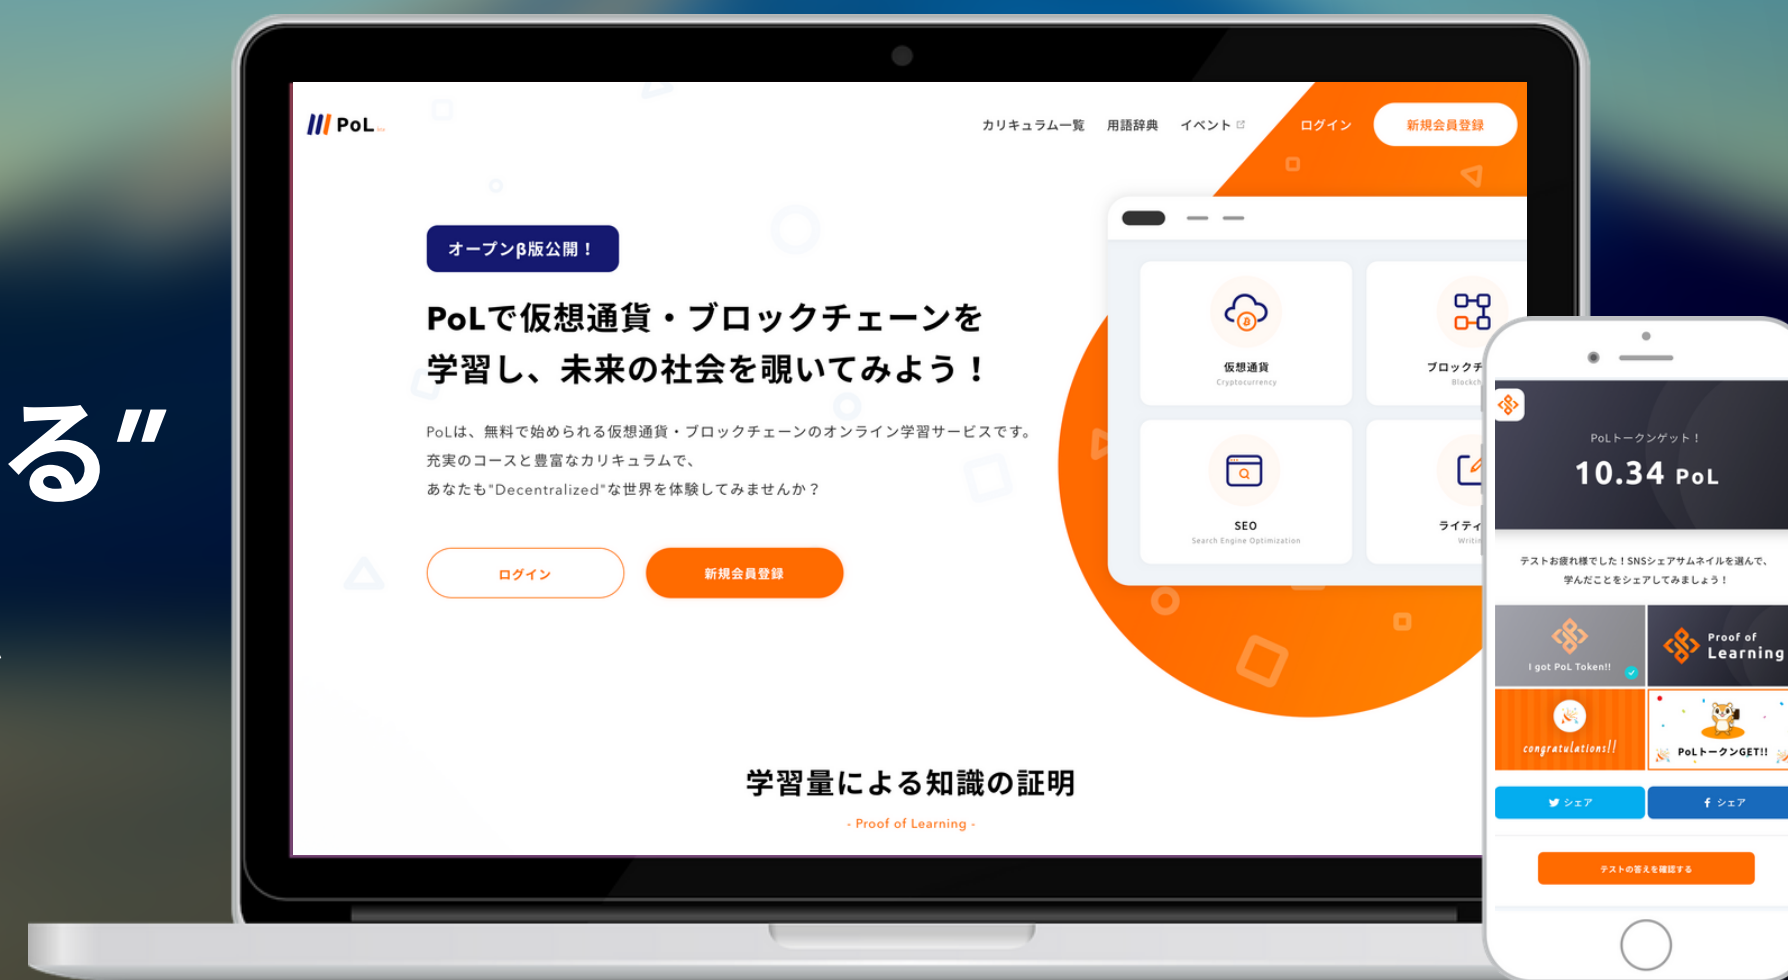 る"
PoL
カリキュラム一覧
用語辞典
イベント
ログイン
新規会員登録
オープンβ版公開！
PoLで仮想通貨・ブロックチェーンを
学習し、未来の社会を覗いてみよう！
PoLは、無料で始められる仮想通貨・ブロックチェーンのオンライン学習サービスです。
充実のコースと豊富なカリキュラムで、
あなたも"Decentralized"な世界を体験してみませんか？
ログイン
新規会員登録
仮想通貨
Cryptocurrency
ブロックチ
Blockch
SEO
Search Engine Optimization
ライティ
Writin
学習量による知識の証明
- Proof of Learning -
PoLトークンゲット！
10.34 PoL
テストお疲れ様でした！SNSシェアサムネイルを選んで、
学んだことをシェアしてみましょう！
I got PoL Token!!
Proof of
Learning
congratulations!!
PoLトークンGET!!
シェア
シェア
テストの答えを確認する